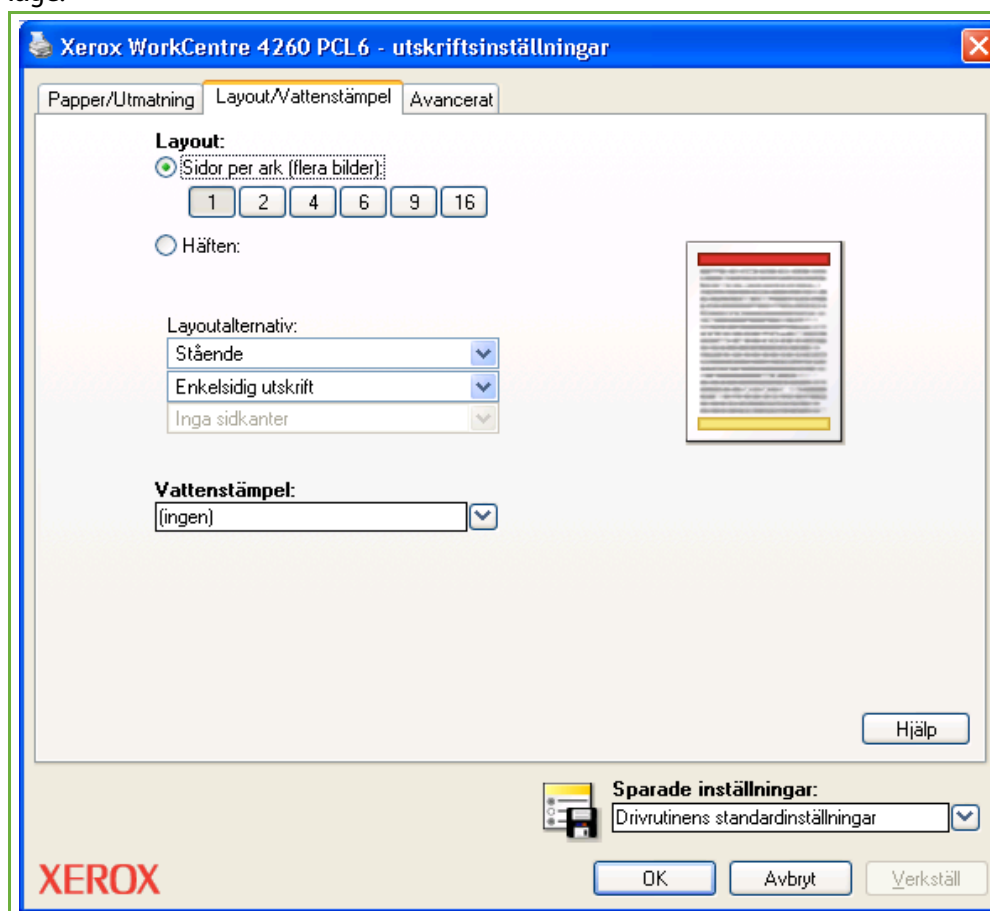 läge.
Xerox WorkCentre 4260 PCL6 - utskriftsinställningar
Papper/Utmatning Layout/Vattenstämpel Avancerat
Layout:
Sidor per ark (flera bilder):
1 2 4 6 9 16
Häften:
Layoutalternativ:
Stående
Enkelsidig utskrift
Inga sidkanter
Vattenstämpel:
(ingen)
Hjälp
Sparade inställningar:
Drivrutinens standardinställningar
XEROX OK Avbryt Verkställ